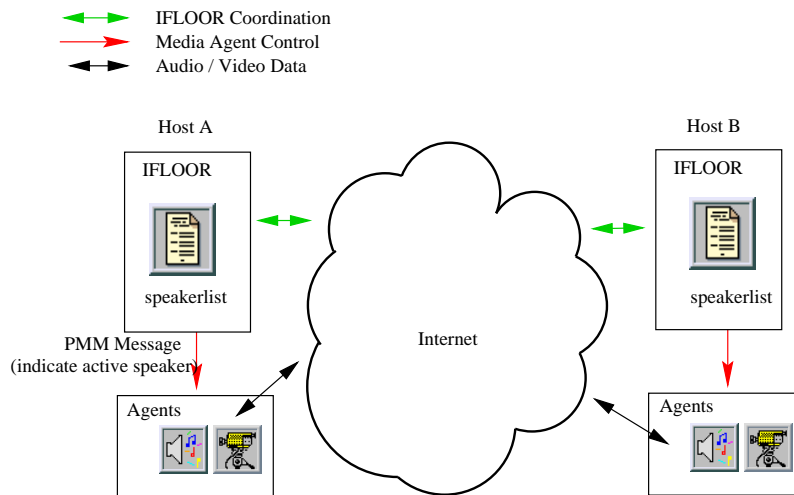 IFLOOR Coordination
Media Agent Control
Audio / Video Data
Host A
Host B
IFLOOR
IFLOOR
speakerlist
speakerlist
Internet
PMM Message
(indicate active speaker)
Agents
Agents